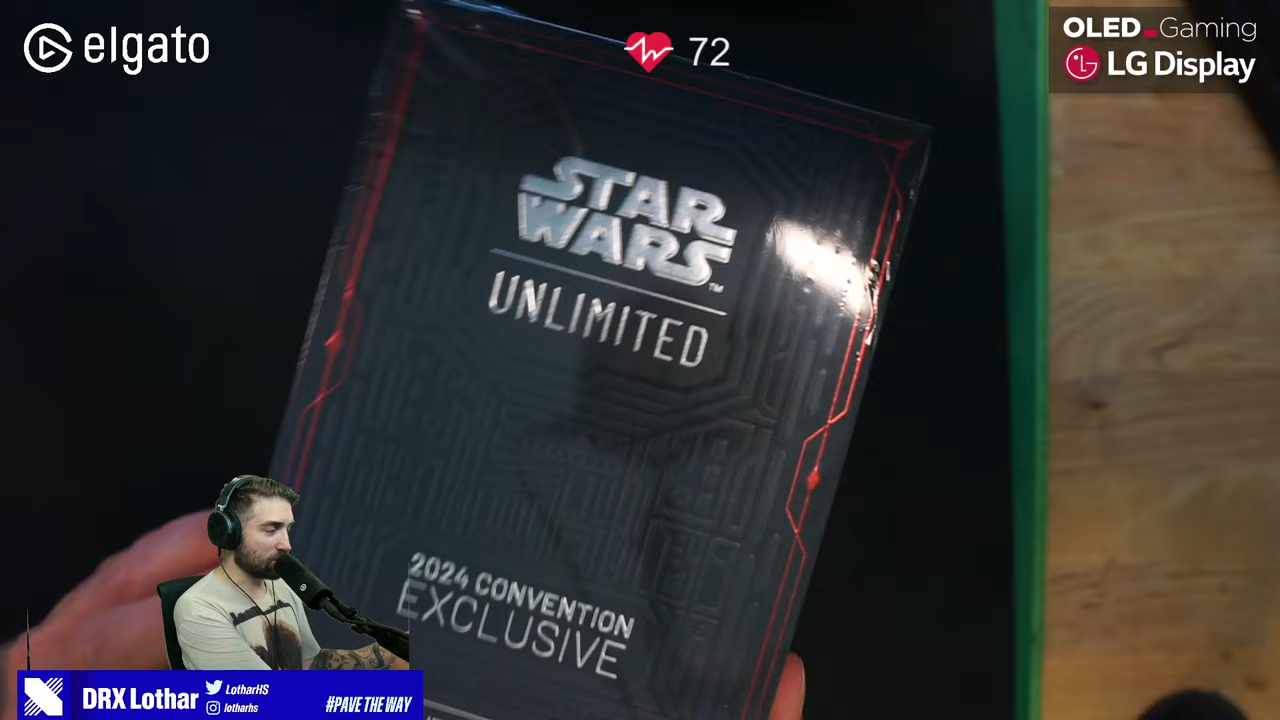 elgato
72
OLED Gaming
LG Display
STAR
WARS
TM
UNLIMITED
2024 CONVENTION
EXCLUSIVE
DRX Lothar
LotharHS
lotharhs
#PAVE THE WAY